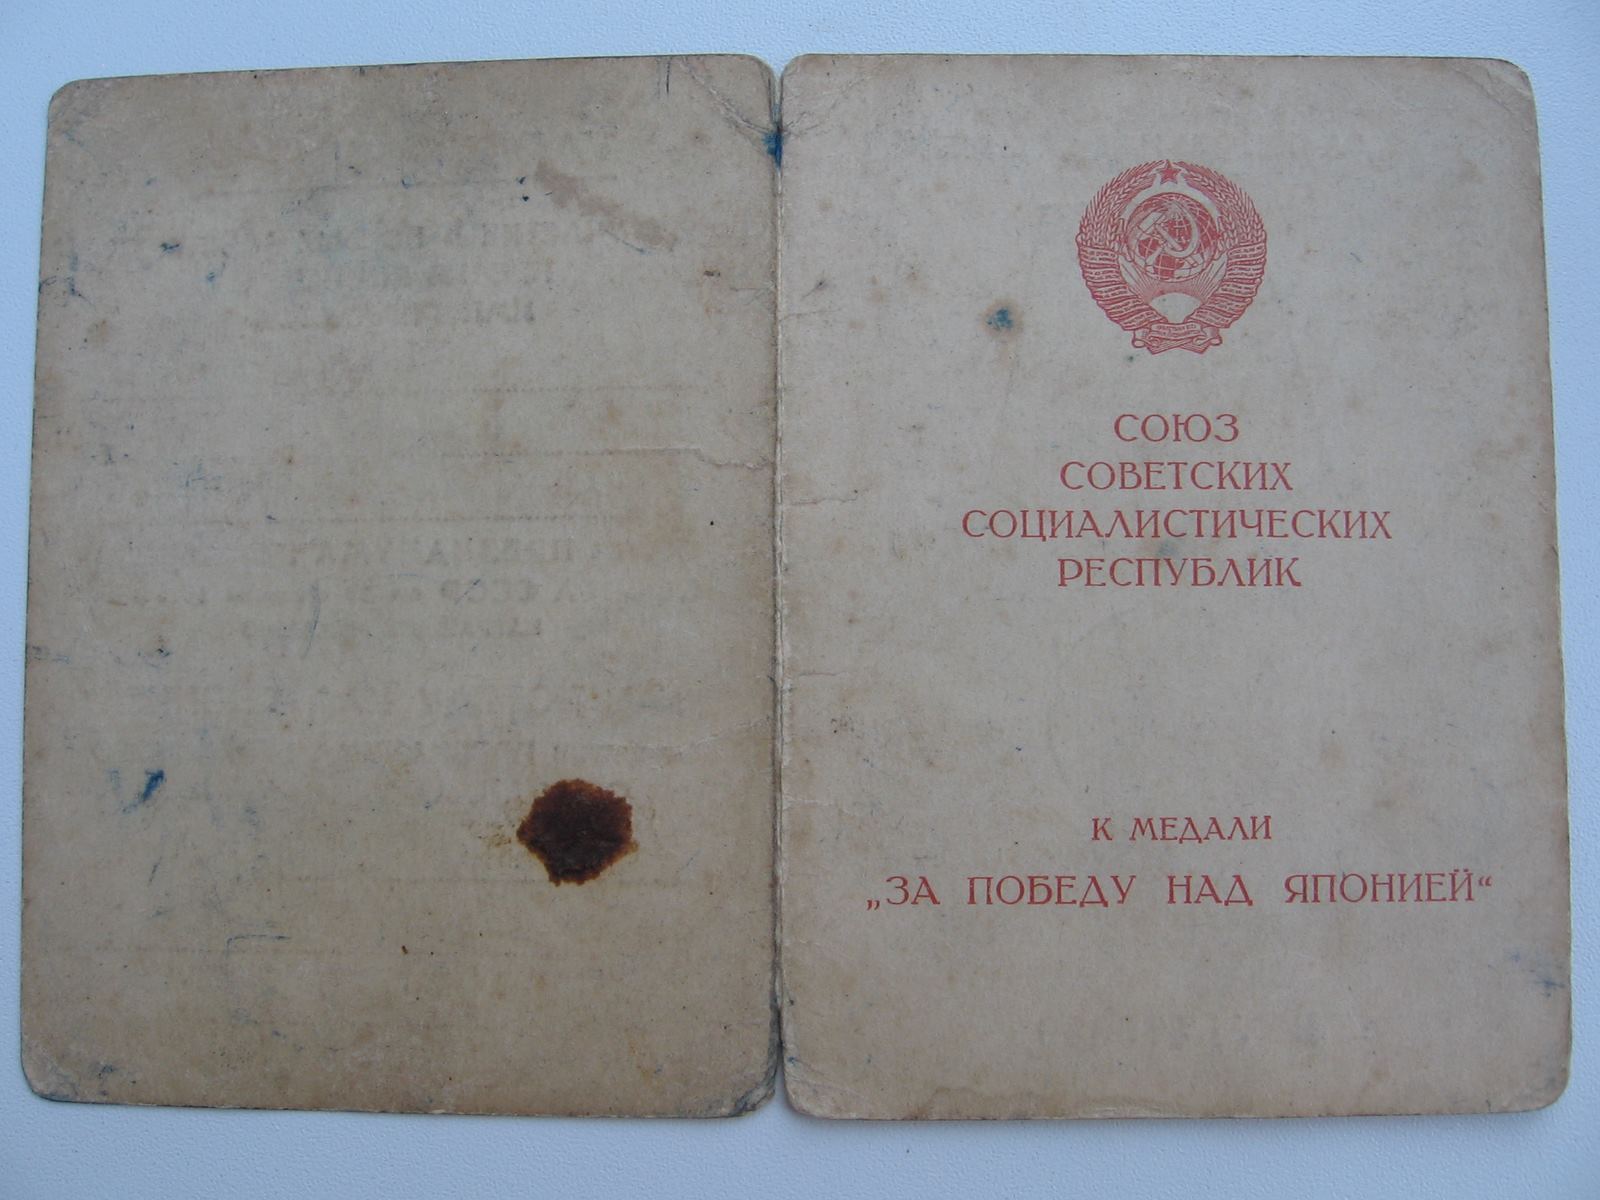 СОЮЗ
СОВЕТСКИХ
СОЦИАЛИСТИЧЕСКИХ
РЕСПУБЛИК
К МЕДАЛИ
„ЗА ПОБЕДУ НАД ЯПОНИЕЙ“